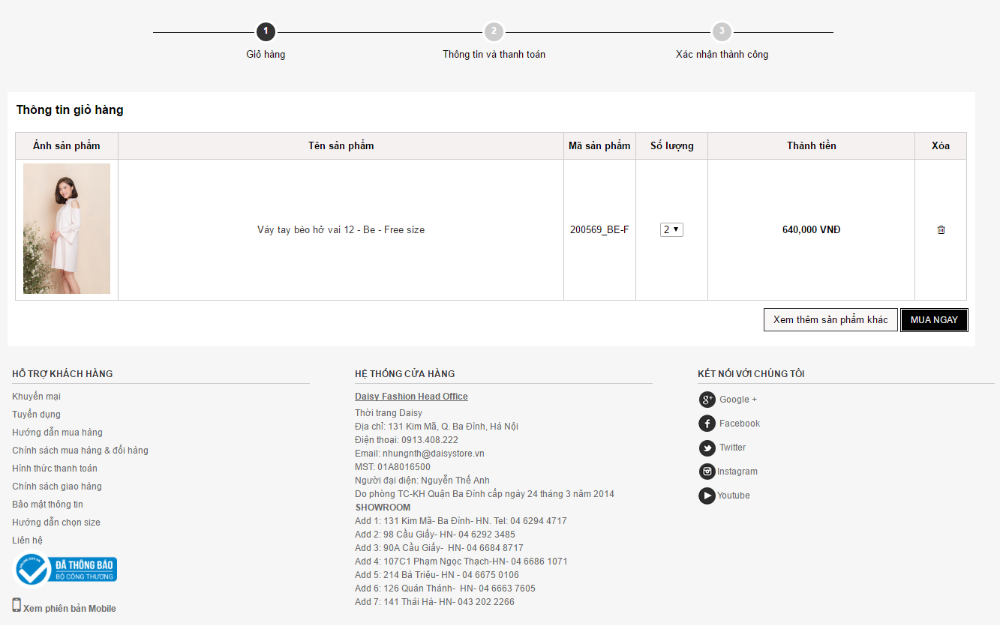 1
2
3
Giỏ hàng
Thông tin và thanh toán
Xác nhận thành công
Thông tin giỏ hàng
Ảnh sản phẩm
Tên sản phẩm
Mã sản phẩm
Số lượng
Thành tiền
Xóa
Váy tay bèo hở vai 12 - Be - Free size
200569_BE-F
2
640,000 VNĐ
Xem thêm sản phẩm khác
MUA NGAY
HỖ TRỢ KHÁCH HÀNG
Khuyến mại
Tuyển dụng
Hướng dẫn mua hàng
Chính sách mua hàng & đổi hàng
Hình thức thanh toán
Chính sách giao hàng
Bảo mật thông tin
Hướng dẫn chọn size
Liên hệ
ONLINE.GOV.VN
ĐÃ THÔNG BÁO
BỘ CÔNG THƯƠNG
Xem phiên bản Mobile
HỆ THỐNG CỬA HÀNG
Daisy Fashion Head Office
Thời trang Daisy
Địa chỉ: 131 Kim Mã, Q. Ba Đình, Hà Nội
Điện thoại: 0913.408.222
Email: nhungnth@daisystore.vn
MST: 01A8016500
Người đại diện: Nguyễn Thế Anh
Do phòng TC-KH Quận Ba Đình cấp ngày 24 tháng 3 năm 2014
SHOWROOM
Add 1: 131 Kim Mã- Ba Đình- HN. Tel: 04 6294 4717
Add 2: 98 Cầu Giấy- HN- 04 6292 3485
Add 3: 90A Cầu Giấy- HN- 04 6684 8717
Add 4: 107C1 Phạm Ngọc Thạch-HN- 04 6686 1071
Add 5: 214 Bà Triệu- HN - 04 6675 0106
Add 6: 126 Quán Thánh- HN- 04 6663 7605
Add 7: 141 Thái Hà- HN- 043 202 2266
KẾT NỐI VỚI CHÚNG TÔI
Google +
Facebook
Twitter
Instagram
Youtube